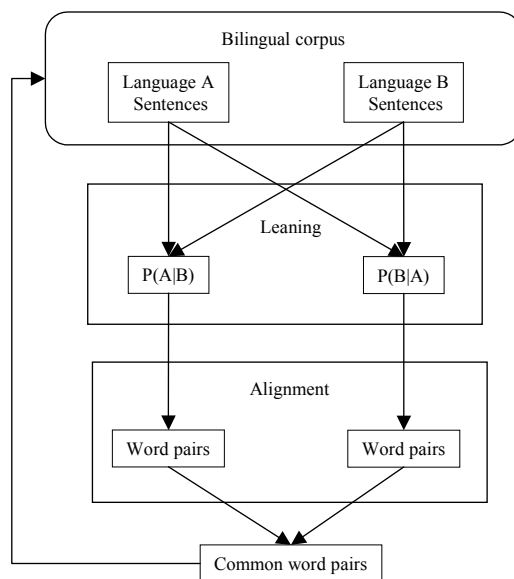 Bilingual corpus
Language A
Sentences
Language B
Sentences
Leaning
P(A|B)
P(B|A)
Alignment
Word pairs
Word pairs
Common word pairs